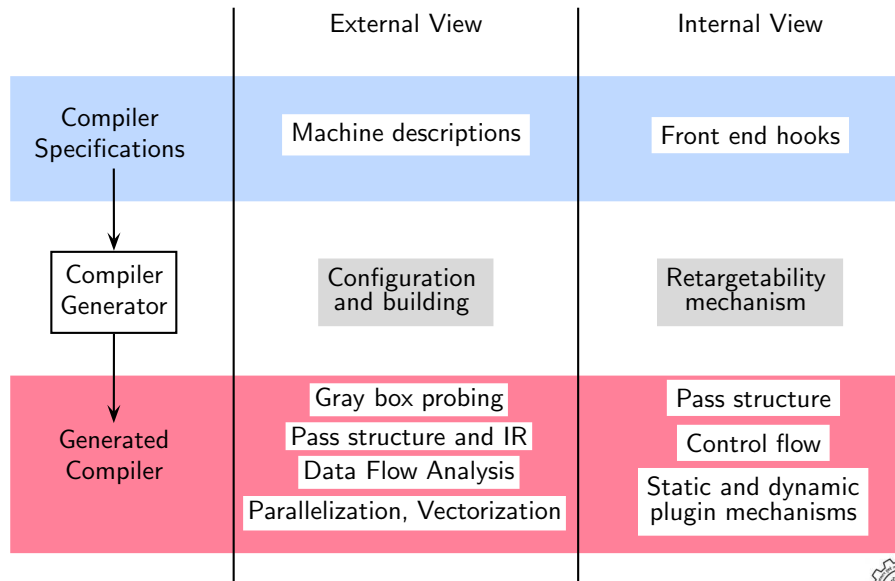 External View
Internal View
Compiler
Specifications
Machine descriptions
Front end hooks
Compiler
Generator
Configuration
and building
Retargetability
mechanism
Generated
Compiler
Gray box probing
Pass structure and IR
Data Flow Analysis
Parallelization, Vectorization
Pass structure
Control flow
Static and dynamic
plugin mechanisms